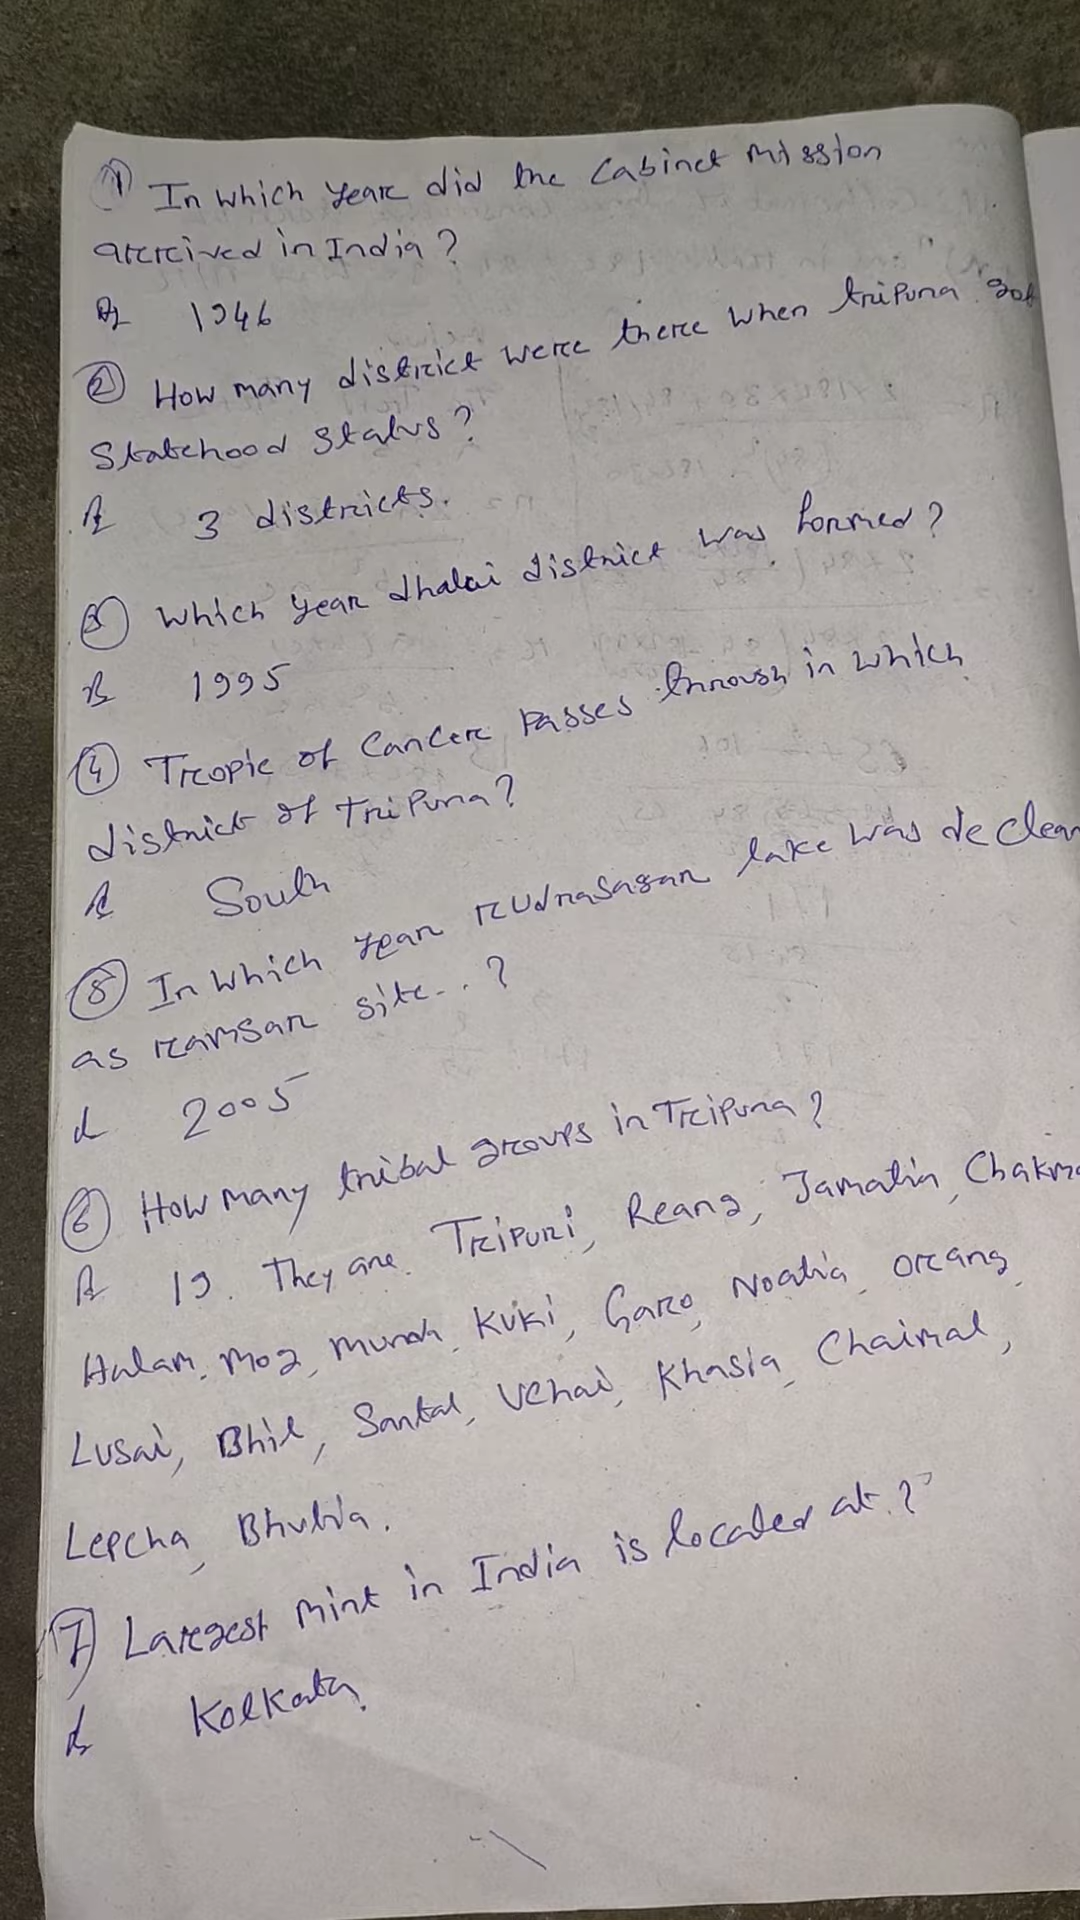 ① In which year did the Cabinet Mission
arrived in India?
A 1946
② How many district were there when tripura got
Statehood Status?
A 3 districts.
③ Which year dhalai district was formed?
A 1995
④ Tropic of Cancer Passes through in which
district of Tripura?
A South
⑤ In which year rudrasagar lake was declear
as ramsar site..?
A 2005
⑥ How many tribal groups in Tripura?
A 19. They are Tripuri, Reang, Jamatia, Chakma
Halam, Mog, Munda, Kuki, Garo, Noatia, Orang,
Lusai, Bhil, Santal, Uchai, Khasia, Chaimal,
Lepcha, Bhutia.
⑦ Largest mint in India is located at?
A Kolkata.